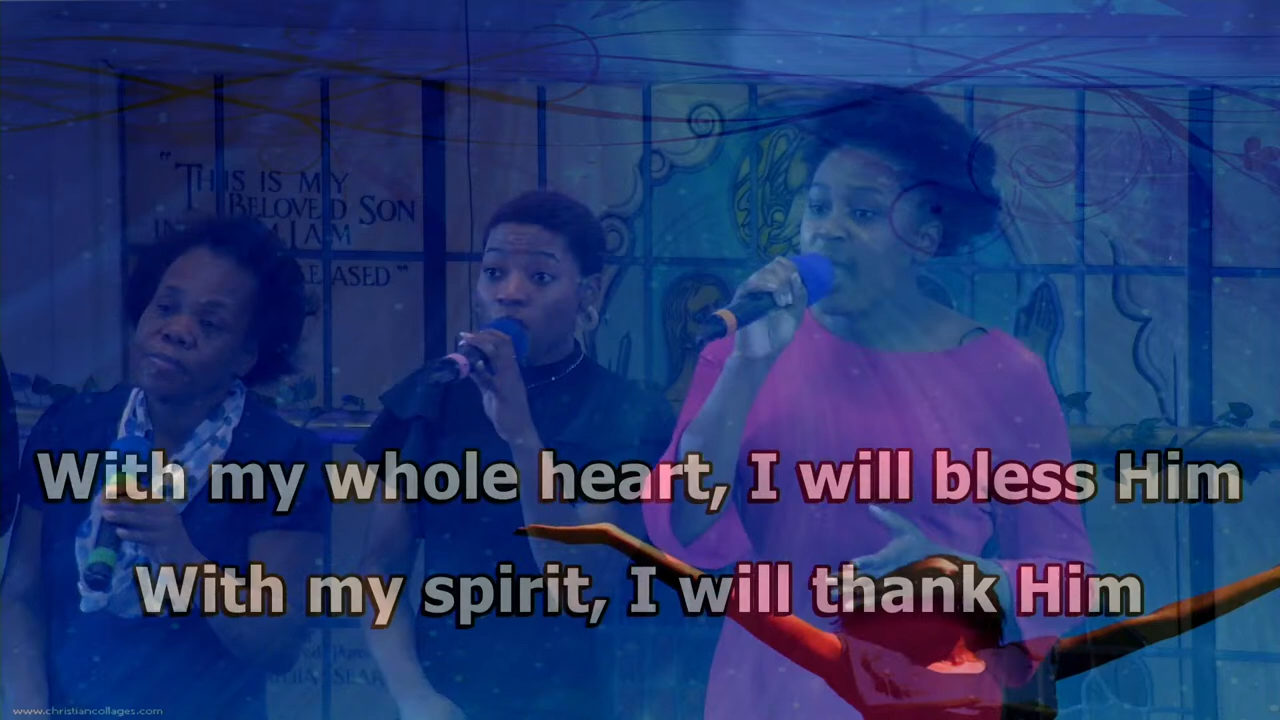 "THIS IS MY
BELOVED SON
I AM
"
With my whole heart, I will bless Him
With my spirit, I will thank Him
www.christiancollages.com